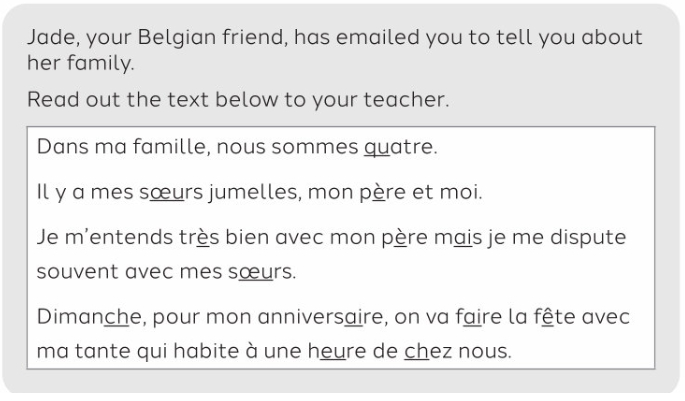 Jade, your Belgian friend, has emailed you to tell you about
her family.
Read out the text below to your teacher.
Dans ma famille, nous sommes quatre.
Il y a mes sœurs jumelles, mon père et moi.
Je m’entends très bien avec mon père mais je me dispute
souvent avec mes sœurs.
Dimanche, pour mon anniversaire, on va faire la fête avec
ma tante qui habite à une heure de chez nous.